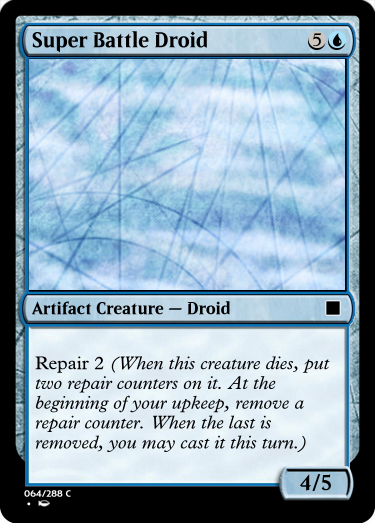 Super Battle Droid 5
Artifact Creature — Droid
Repair 2 (When this creature dies, put
two repair counters on it. At the
beginning of your upkeep, remove a
repair counter. When the last is
removed, you may cast it this turn.)
4/5
064/288 C